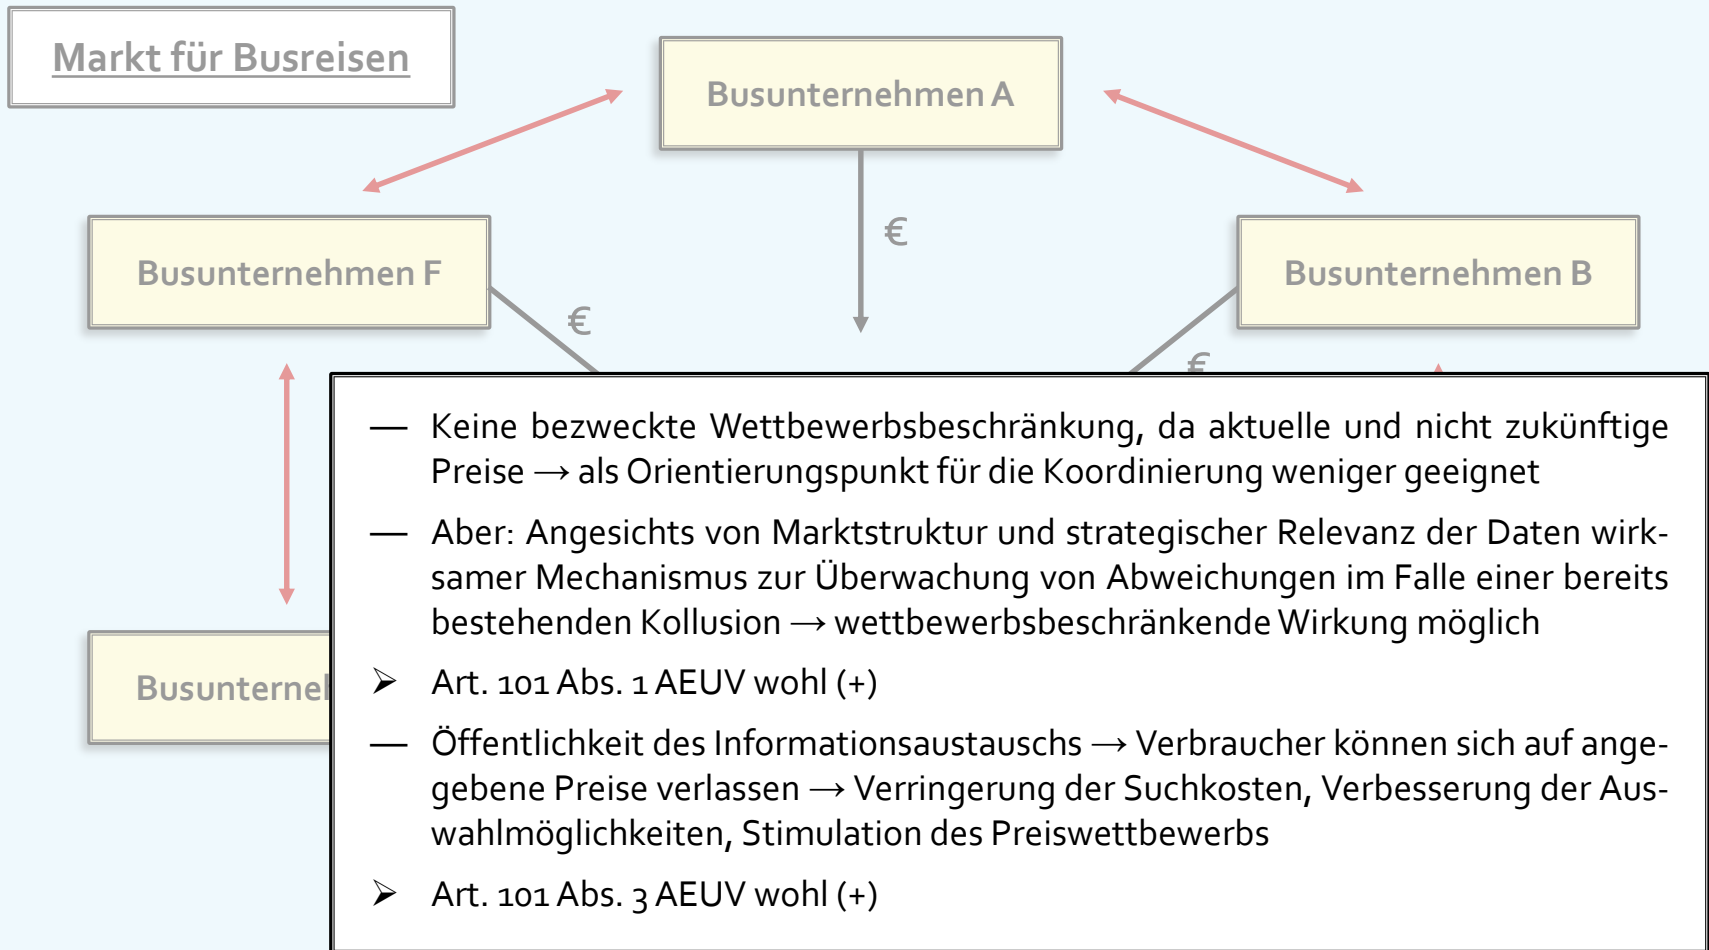 Markt für Busreisen
Busunternehmen A
€
Busunternehmen F
Busunternehmen B
€
€
— Keine bezweckte Wettbewerbsbeschränkung, da aktuelle und nicht zukünftige
Preise → als Orientierungspunkt für die Koordinierung weniger geeignet
— Aber: Angesichts von Marktstruktur und strategischer Relevanz der Daten wirk-
samer Mechanismus zur Überwachung von Abweichungen im Falle einer bereits
bestehenden Kollusion → wettbewerbsbeschränkende Wirkung möglich
Busunterneh
➢ Art. 101 Abs. 1 AEUV wohl (+)
— Öffentlichkeit des Informationsaustauschs → Verbraucher können sich auf ange-
gebene Preise verlassen → Verringerung der Suchkosten, Verbesserung der Aus-
wahlmöglichkeiten, Stimulation des Preiswettbewerbs
➢ Art. 101 Abs. 3 AEUV wohl (+)